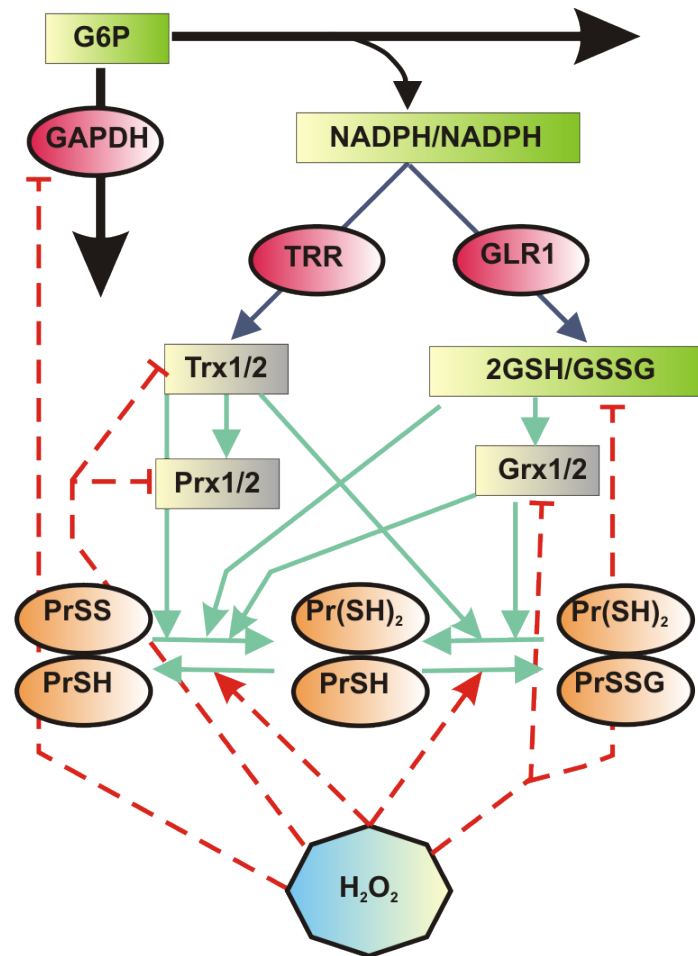 G6P
GAPDH
NADPH/NADPH
TRR
GLR1
Trx1/2
2GSH/GSSG
Prx1/2
Grx1/2
PrSS
Pr(SH)₂
Pr(SH)₂
PrSH
PrSH
PrSSG
H₂O₂